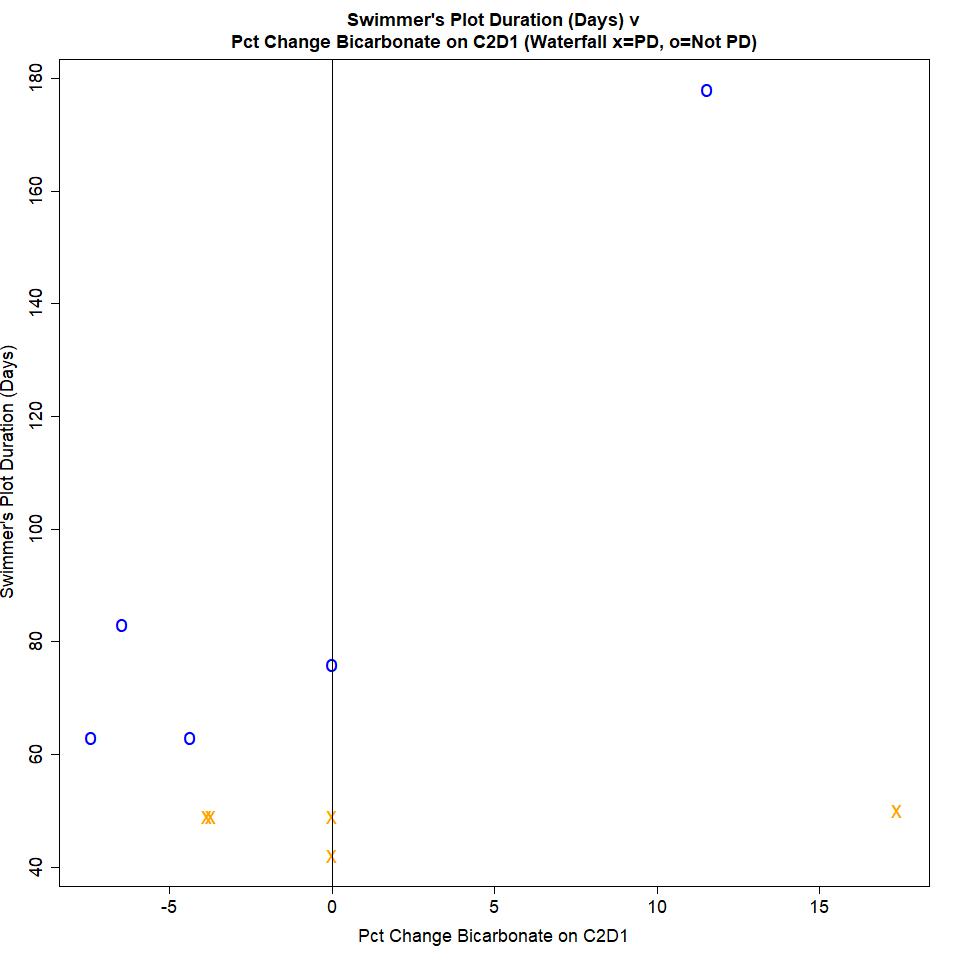 Swimmer's Plot Duration (Days) v
Pct Change Bicarbonate on C2D1 (Waterfall x=PD, o=Not PD)
Swimmer's Plot Duration (Days)
180
160
140
120
100
80
60
40
O
O
O
O
O
X
X
X
X
X
-5
0
5
10
15
Pct Change Bicarbonate on C2D1